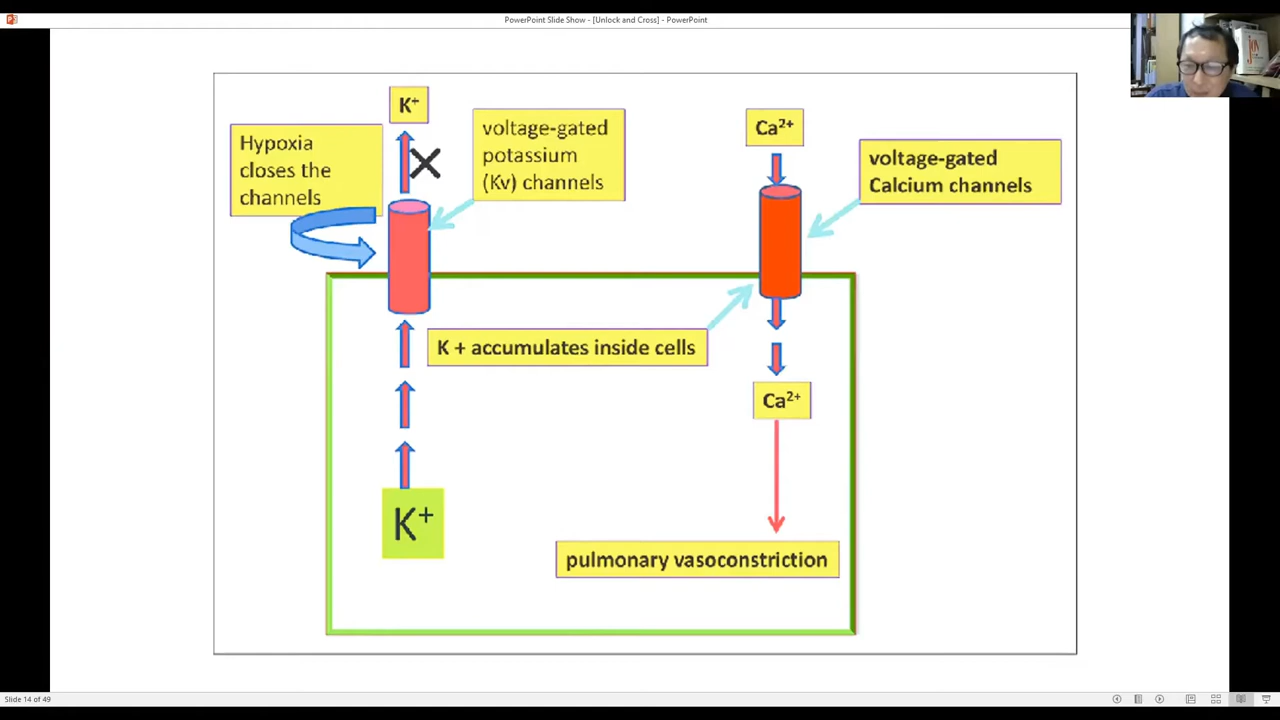 PowerPoint Slide Show - [Unlock and Cross] - PowerPoint
K⁺
Hypoxia
closes the
channels
voltage-gated
potassium
(Kv) channels
Ca²⁺
voltage-gated
Calcium channels
K + accumulates inside cells
Ca²⁺
K⁺
pulmonary vasoconstriction
Slide 14 of 49